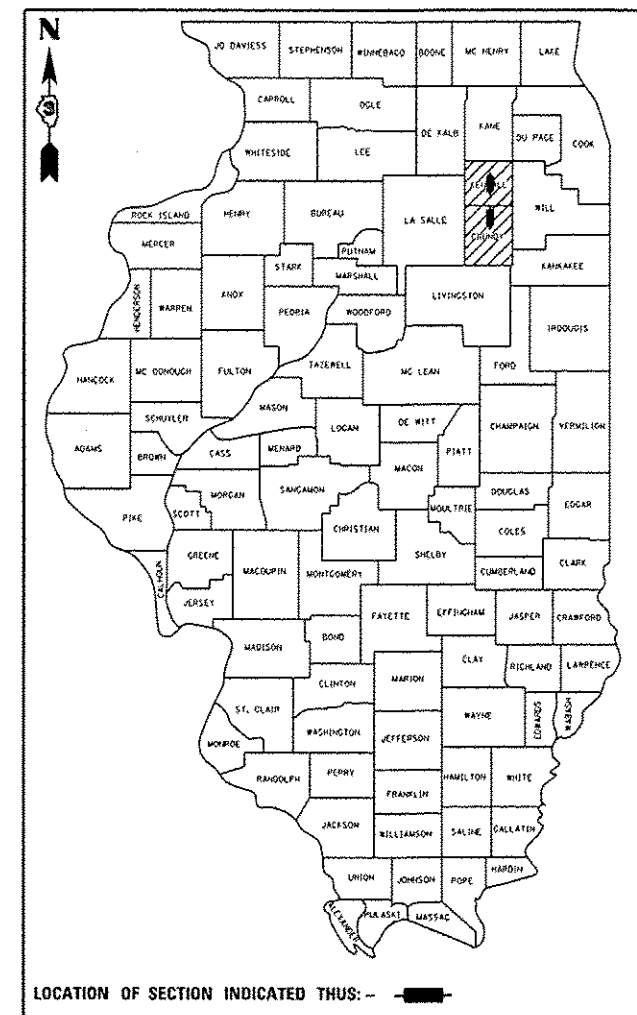 N
JO DAVIESS STEPHENSON WINNEBAGO BOONE MC HENRY LAKE
CARROLL OGLE DE KALB KANE DU PAGE COOK
WHITESIDE LEE
KENDALL WILL
ROCK ISLAND HENRY BUREAU LA SALLE GRUNDY
MERCER PUTNAM KANKAKEE
STARK MARSHALL
HENDERSON WARREN KNOX PEORIA WOODFORD LIVINGSTON IROUQUIS
HANCOCK MC DONOUGH FULTON TAZEWELL MC LEAN FORD
SCHUYLER MASON LOGAN DE WITT CHAMPAIGN VERMILION
ADAMS BROWN CASS MENARD MACON PIATT
PIKE SCOTT MORGAN SANGAMON CHRISTIAN MOULTRIE DOUGLAS EDGAR
COLES
CALHOUN GREENE MACOUPIN MONTGOMERY SHELBY CUMBERLAND CLARK
JERSEY FAYETTE EFFINGHAM JASPER CRAWFORD
MADISON BOND CLAY RICHLAND LAWRENCE
CLINTON MARION
ST. CLAIR WASHINGTON WAYNE EDWARDS WABASH
MONROE JEFFERSON
RANDOLPH PERRY HAMILTON WHITE
FRANKLIN
JACKSON WILLIAMSON SALINE GALLATIN
UNION JOHNSON POPE HARDIN
ALEXANDER PULASKI MASSAC
LOCATION OF SECTION INDICATED THUS: -